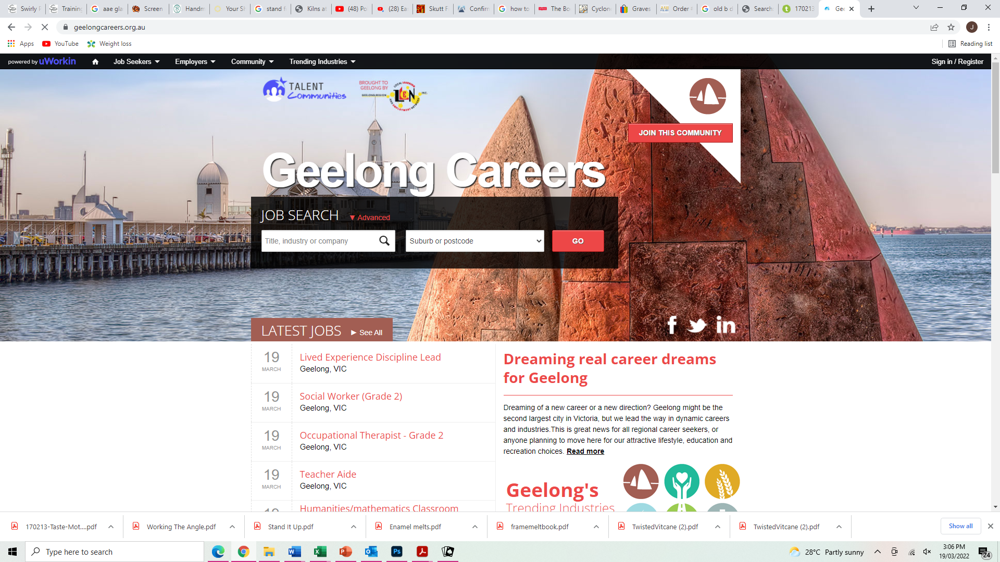 Swirly F
Training
aae gla
Screen
Handm
Your Sh
stand f
Kilns at
(48) Po
(28) Ea
Skutt F
Confirm
how to
The Bo
Cyclon
Graves
Order #
old b d
Search
170213
Gee
geelongcareers.org.au
J
Apps
YouTube
Weight loss
Reading list
powered by uWorkin
Job Seekers
Employers
Community
Trending Industries
Sign in / Register
TALENT
Communities
BROUGHT TO
GEELONG BY
GEELONG REGION
LOCAL LEARNING
LLEN
INC.
AND EMPLOYMENT NETWORK
JOIN THIS COMMUNITY
Geelong Careers
JOB SEARCH ▼ Advanced
Title, industry or company
Suburb or postcode
GO
LATEST JOBS ► See All
19
MARCH
Lived Experience Discipline Lead
Geelong, VIC
19
MARCH
Social Worker (Grade 2)
Geelong, VIC
19
MARCH
Occupational Therapist - Grade 2
Geelong, VIC
19
MARCH
Teacher Aide
Geelong, VIC
19
Humanities/mathematics Classroom
Dreaming real career dreams
for Geelong
Dreaming of a new career or a new direction? Geelong might be the
second largest city in Victoria, but we lead the way in dynamic careers
and industries.This is great news for all regional career seekers, or
anyone planning to move here for our attractive lifestyle, education and
recreation choices. Read more
Geelong's
Trending Industries
170213-Taste-Mot....pdf
Working The Angle.pdf
Stand It Up.pdf
Enamel melts.pdf
framemeltbook.pdf
TwistedVitcane (2).pdf
TwistedVitcane (2).pdf
Show all
Type here to search
28°C Partly sunny
3:06 PM
19/03/2022
24